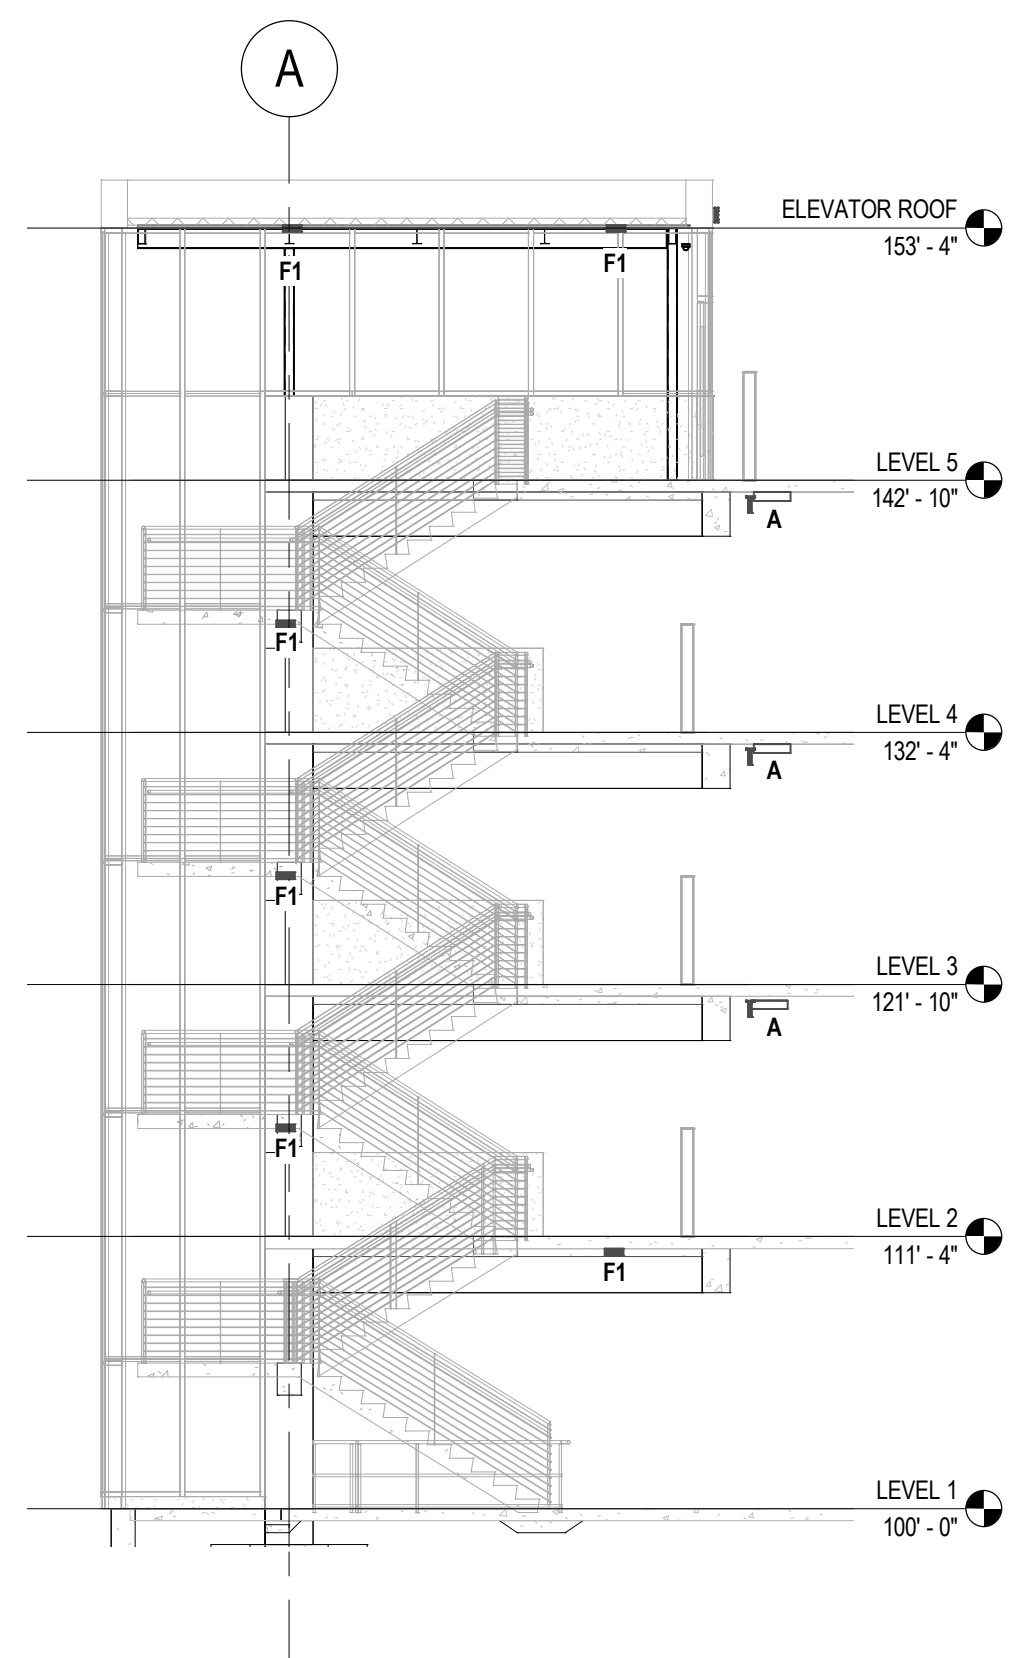 A
ELEVATOR ROOF
153' - 4"
F1 F1
LEVEL 5
142' - 10"
A
F1
LEVEL 4
132' - 4"
A
F1
LEVEL 3
121' - 10"
A
F1
LEVEL 2
111' - 4"
F1
LEVEL 1
100' - 0"